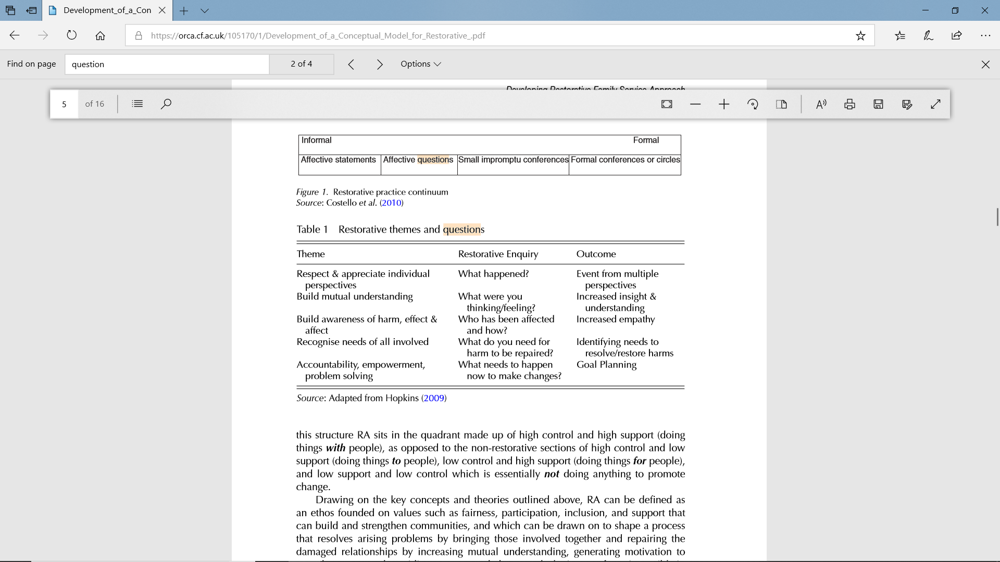 Development_of_a_Con
https://orca.cf.ac.uk/105170/1/Development_of_a_Conceptual_Model_for_Restorative_.pdf
Find on page question 2 of 4 Options
Developing Restorative Family Service Approach
5 of 16
Informal Formal
Affective statements Affective questions Small impromptu conferences Formal conferences or circles
Figure 1. Restorative practice continuum
Source: Costello et al. (2010)
Table 1 Restorative themes and questions
Theme Restorative Enquiry Outcome
Respect & appreciate individual What happened? Event from multiple
perspectives perspectives
Build mutual understanding What were you Increased insight &
thinking/feeling? understanding
Build awareness of harm, effect & Who has been affected Increased empathy
affect and how?
Recognise needs of all involved What do you need for Identifying needs to
harm to be repaired? resolve/restore harms
Accountability, empowerment, What needs to happen Goal Planning
problem solving now to make changes?
Source: Adapted from Hopkins (2009)
this structure RA sits in the quadrant made up of high control and high support (doing
things with people), as opposed to the non-restorative sections of high control and low
support (doing things to people), low control and high support (doing things for people),
and low support and low control which is essentially not doing anything to promote
change.
Drawing on the key concepts and theories outlined above, RA can be defined as
an ethos founded on values such as fairness, participation, inclusion, and support that
can build and strengthen communities, and which can be drawn on to shape a process
that resolves arising problems by bringing those involved together and repairing the
damaged relationships by increasing mutual understanding, generating motivation to